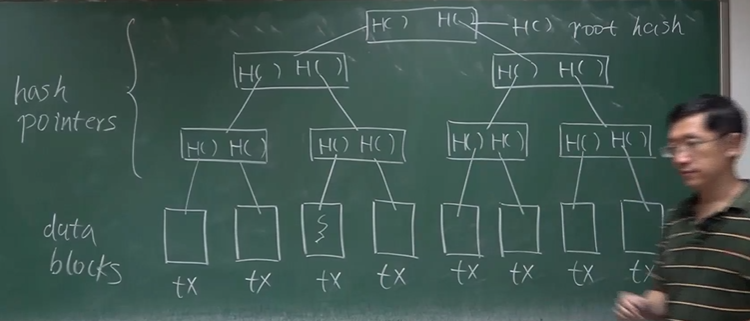 H() H() — H() root hash
H() H() H() H()
hash
pointers
H() H() H() H() H() H() H() H()
data
blocks
tx tx tx tx tx tx tx tx